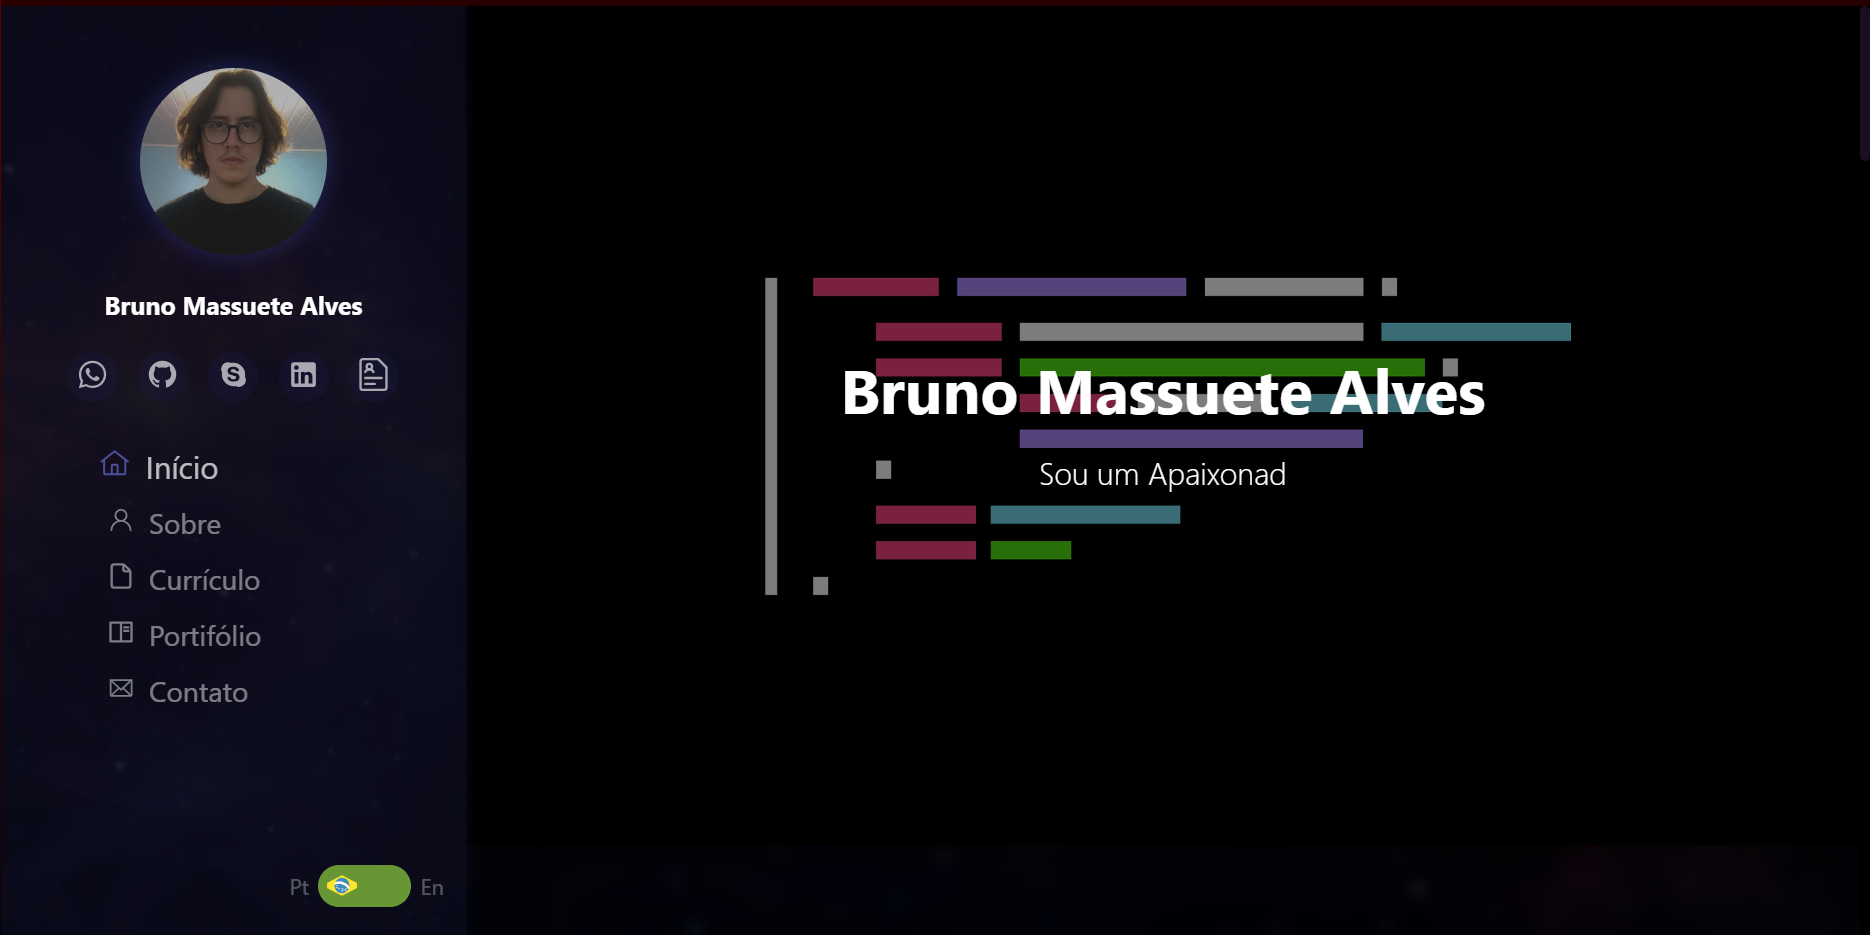 Bruno Massuete Alves
Início
Sobre
Currículo
Portifólio
Contato
Pt
En
Bruno Massuete Alves
Sou um Apaixonad